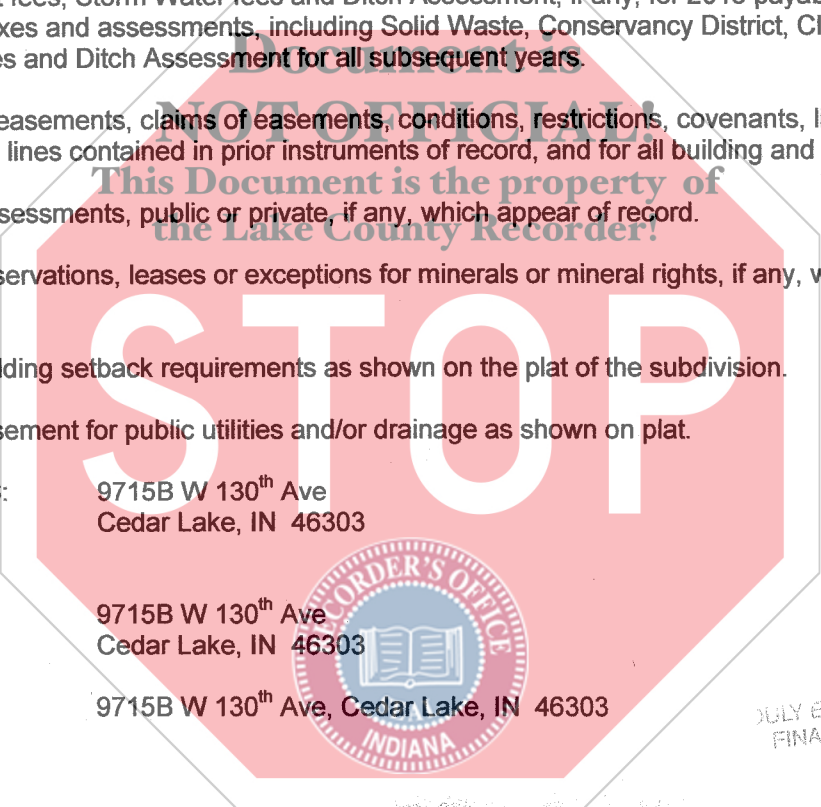 fees, Storm Water fees and Ditch Assessment, if any, for
xes and assessments, including Solid Waste, Conservancy District,
es and Ditch Assessment for all subsequent years.
Document is
NOT OFFICIAL!
easements, claims of easements, conditions, restrictions, covenants,
lines contained in prior instruments of record, and for all building and
This Document is the property of
sessments, public or private, if any, which appear of record.
the Lake County Recorder!
servations, leases or exceptions for minerals or mineral rights, if any,
STOP
lding setback requirements as shown on the plat of the subdivision.
sement for public utilities and/or drainage as shown on plat.
9715B W 130th Ave
Cedar Lake, IN 46303
RECORDER'S OFFICE
9715B W 130th Ave
Cedar Lake, IN 46303
9715B W 130th Ave, Cedar Lake, IN 46303
SEAL
INDIANA
FINA